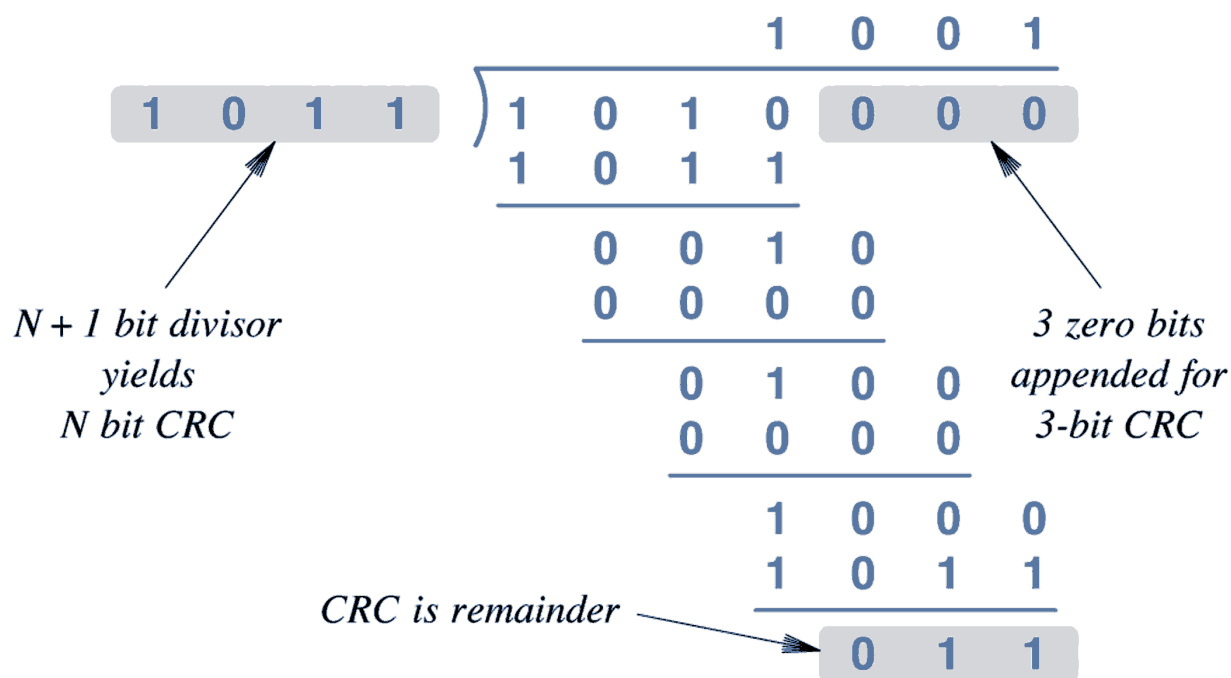 1 0 0 1
1 0 1 1 1 0 1 0 0 0 0
1 0 1 1
0 0 1 0
0 0 0 0
0 1 0 0
0 0 0 0
1 0 0 0
1 0 1 1
0 1 1
N + 1 bit divisor
yields
N bit CRC
3 zero bits
appended for
3-bit CRC
CRC is remainder